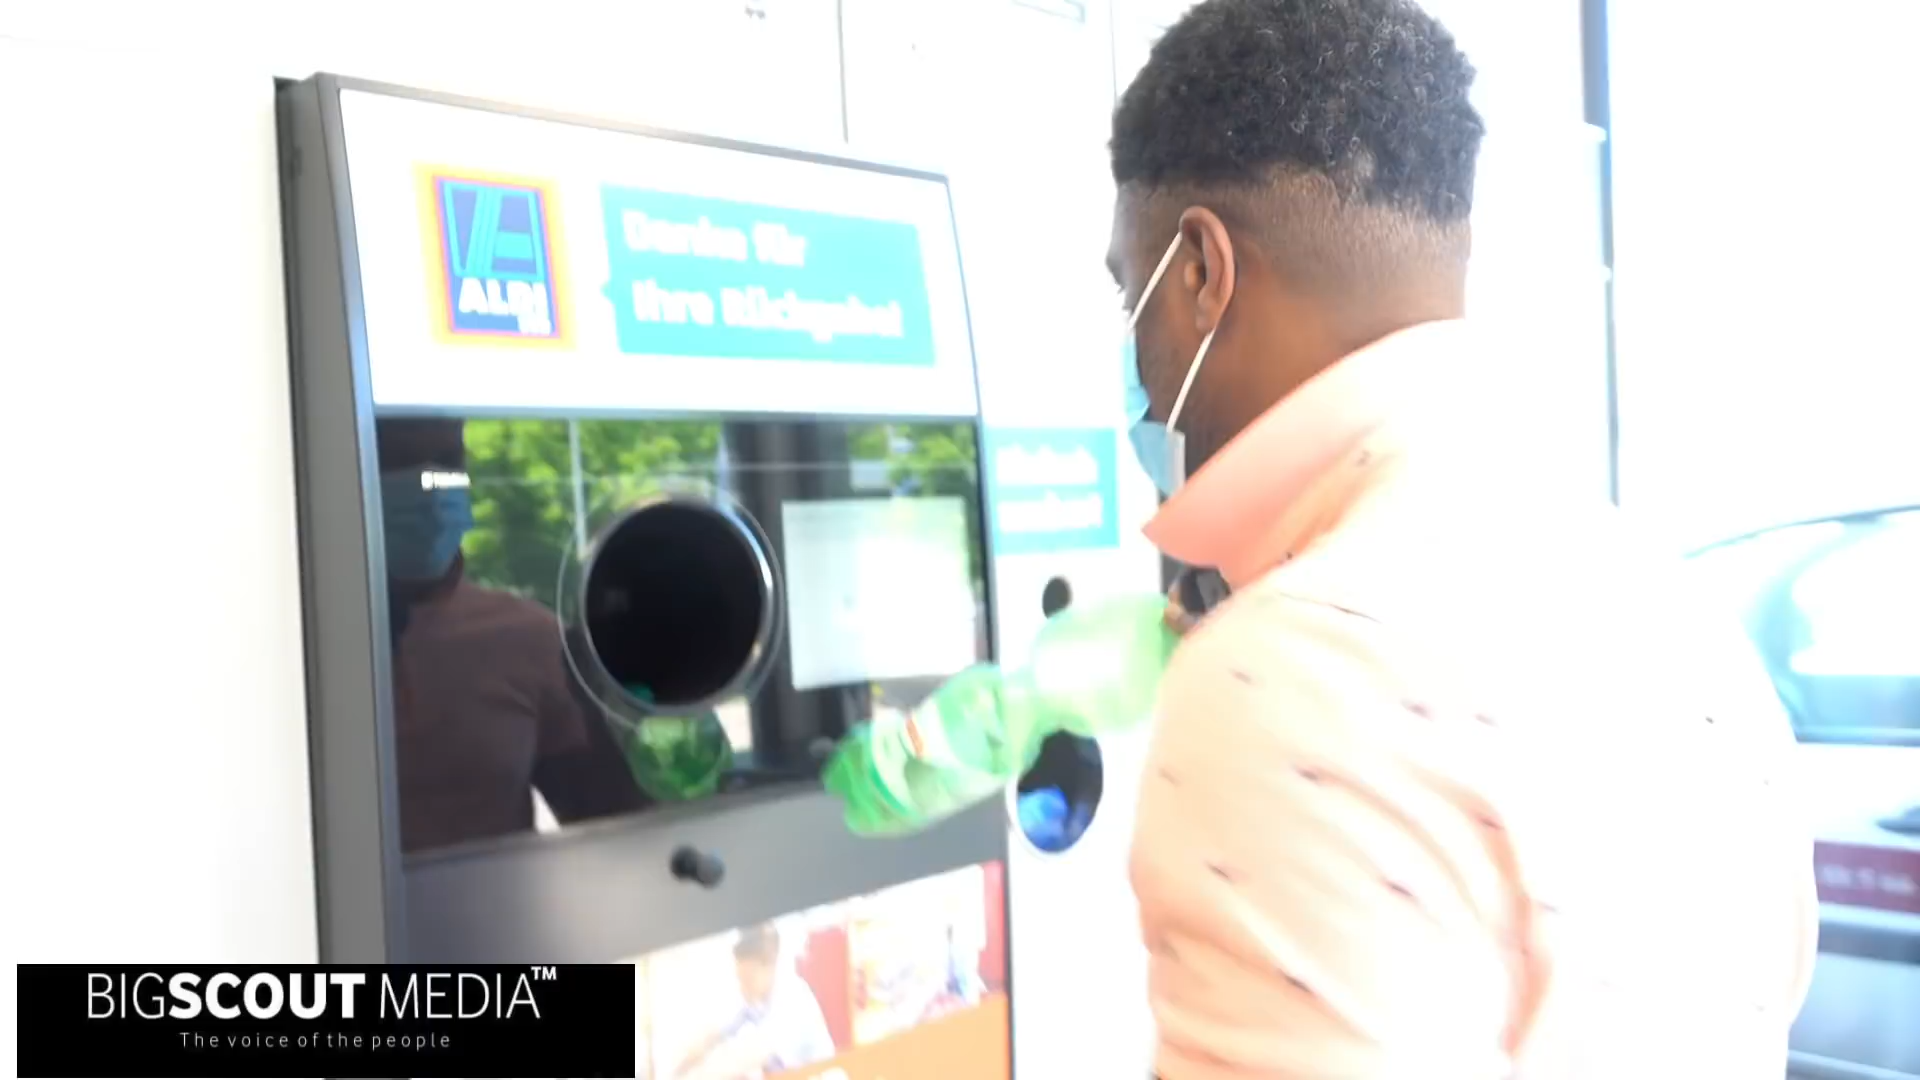 ALDI
Danke für
Ihre Rückgabe!
BIGSCOUT MEDIA™
The voice of the people